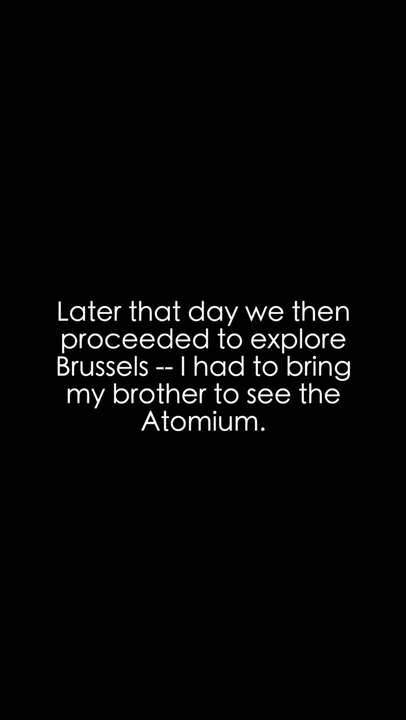 Later that day we then
proceeded to explore
Brussels -- I had to bring
my brother to see the
Atomium.